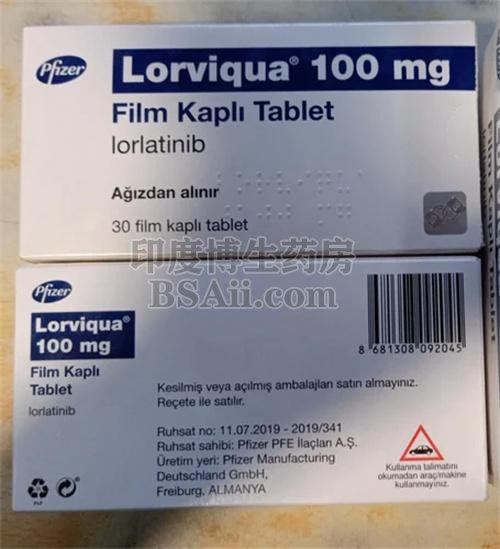 Pfizer
Lorviqua® 100 mg
Film Kaplı Tablet
lorlatinib
Ağızdan alınır
30 film kaplı tablet
印度博生药房
BSAii.com
Pfizer
Lorviqua®
100 mg
Film Kaplı
Tablet
lorlatinib
8 681308 092045
Kesilmiş veya açılmış ambalajları satın almayınız.
Reçete ile satılır.
Ruhsat no: 11.07.2019 - 2019/341
Ruhsat sahibi: Pfizer PFE İlaçları A.Ş.
Üretim yeri: Pfizer Manufacturing
Deutschland GmbH,
Freiburg, ALMANYA
Kullanma talimatını
okumadan araç/makine
kullanmayınız.